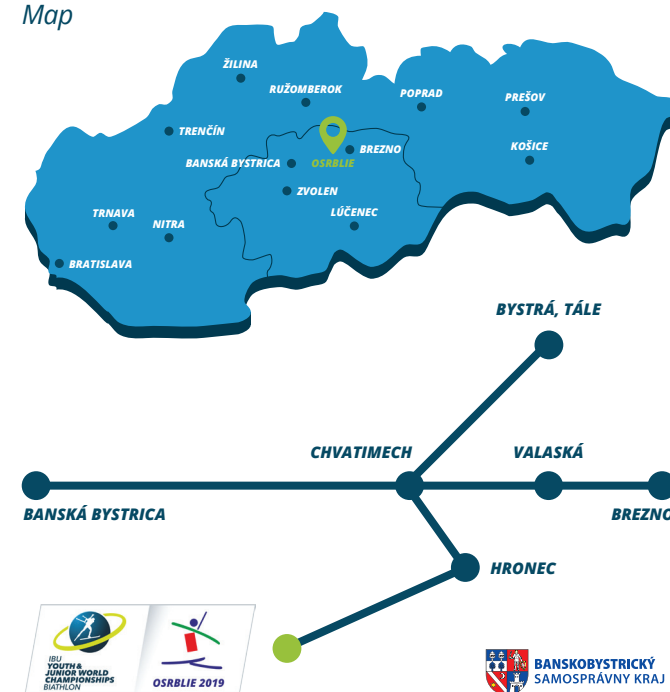 Map
ŽILINA
RUŽOMBEROK
POPRAD
PREŠOV
TRENČÍN
BREZNO
KOŠICE
BANSKÁ BYSTRICA
OSRBLIE
ZVOLEN
TRNAVA
LÚČENEC
NITRA
BRATISLAVA
BYSTRÁ, TÁLE
CHVATIMECH
VALASKÁ
BANSKÁ BYSTRICA
BREZNO
HRONEC
IBU
YOUTH &
JUNIOR WORLD
CHAMPIONSHIPS
BIATHLON
OSRBLIE 2019
BANSKOBYSTRICKÝ
SAMOSPRÁVNY KRAJ